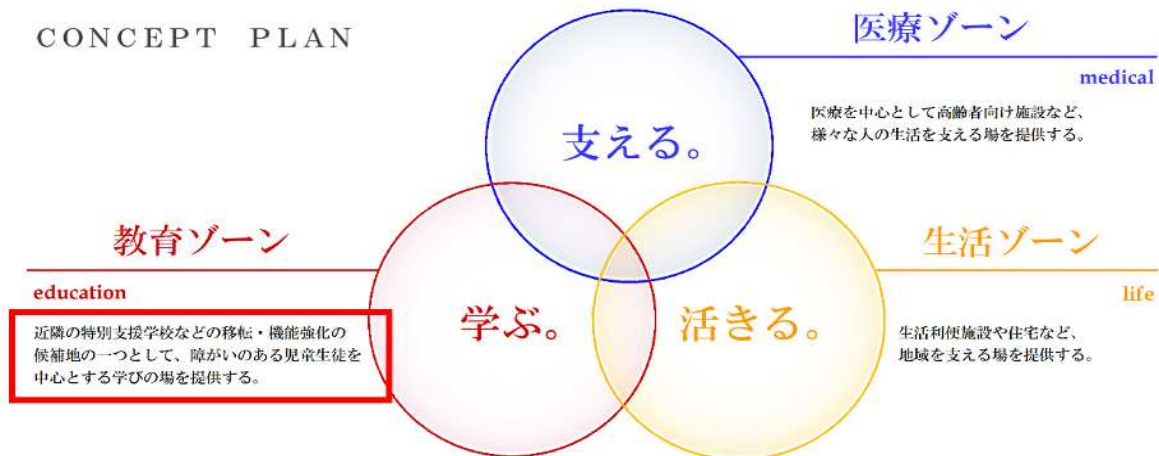 CONCEPT PLAN
医療ゾーン
medical
医療を中心として高齢者向け施設など、
様々な人の生活を支える場を提供する。
支える。
教育ゾーン
education
近隣の特別支援学校などの移転・機能強化の
候補地の一つとして、障がいのある児童生徒を
中心とする学びの場を提供する。
学ぶ。
活きる。
生活ゾーン
life
生活利便施設や住宅など、
地域を支える場を提供する。